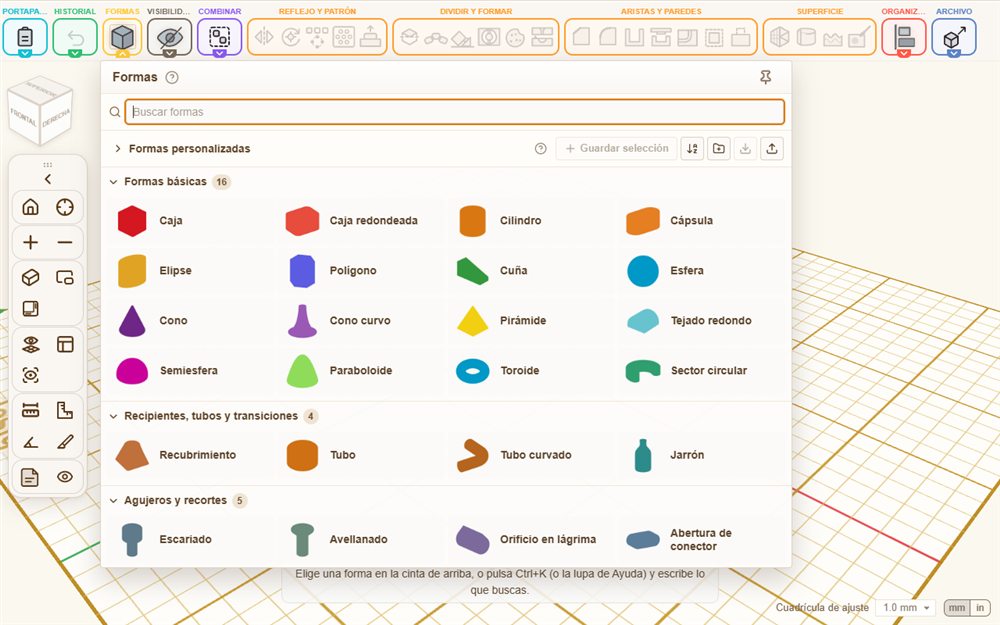 PORTAPA...
HISTORIAL
FORMAS
VISIBILID...
COMBINAR
REFLEJO Y PATRÓN
DIVIDIR Y FORMAR
ARISTAS Y PAREDES
SUPERFICIE
ORGANIZ...
ARCHIVO
Formas
Buscar formas
Formas personalizadas
+ Guardar selección
Formas básicas 16
Caja
Caja redondeada
Cilindro
Cápsula
Elipse
Polígono
Cuña
Esfera
Cono
Cono curvo
Pirámide
Tejado redondo
Semiesfera
Paraboloide
Toroide
Sector circular
Recipientes, tubos y transiciones 4
Recubrimiento
Tubo
Tubo curvado
Jarrón
Agujeros y recortes 5
Escariado
Avellanado
Orificio en lágrima
Abertura de
conector
SUPERIOR
FRONTAL
DERECHA
Elige una forma en la cinta de arriba, o pulsa Ctrl+K (o la lupa de Ayuda) y escribe lo
que buscas.
Cuadrícula de ajuste
1.0 mm
mm
in